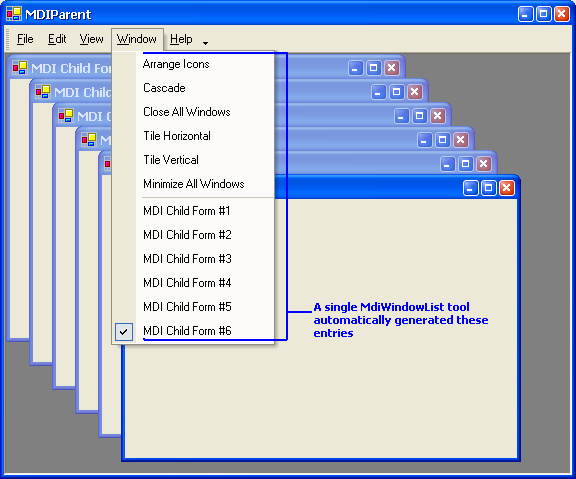 MDIParent
File Edit View Window Help
MDI Child For
MDI Child
MDI C
MD
Arrange Icons
Cascade
Close All Windows
Tile Horizontal
Tile Vertical
Minimize All Windows
MDI Child Form #1
MDI Child Form #2
MDI Child Form #3
MDI Child Form #4
MDI Child Form #5
MDI Child Form #6
A single MdiWindowList tool
automatically generated these
entries